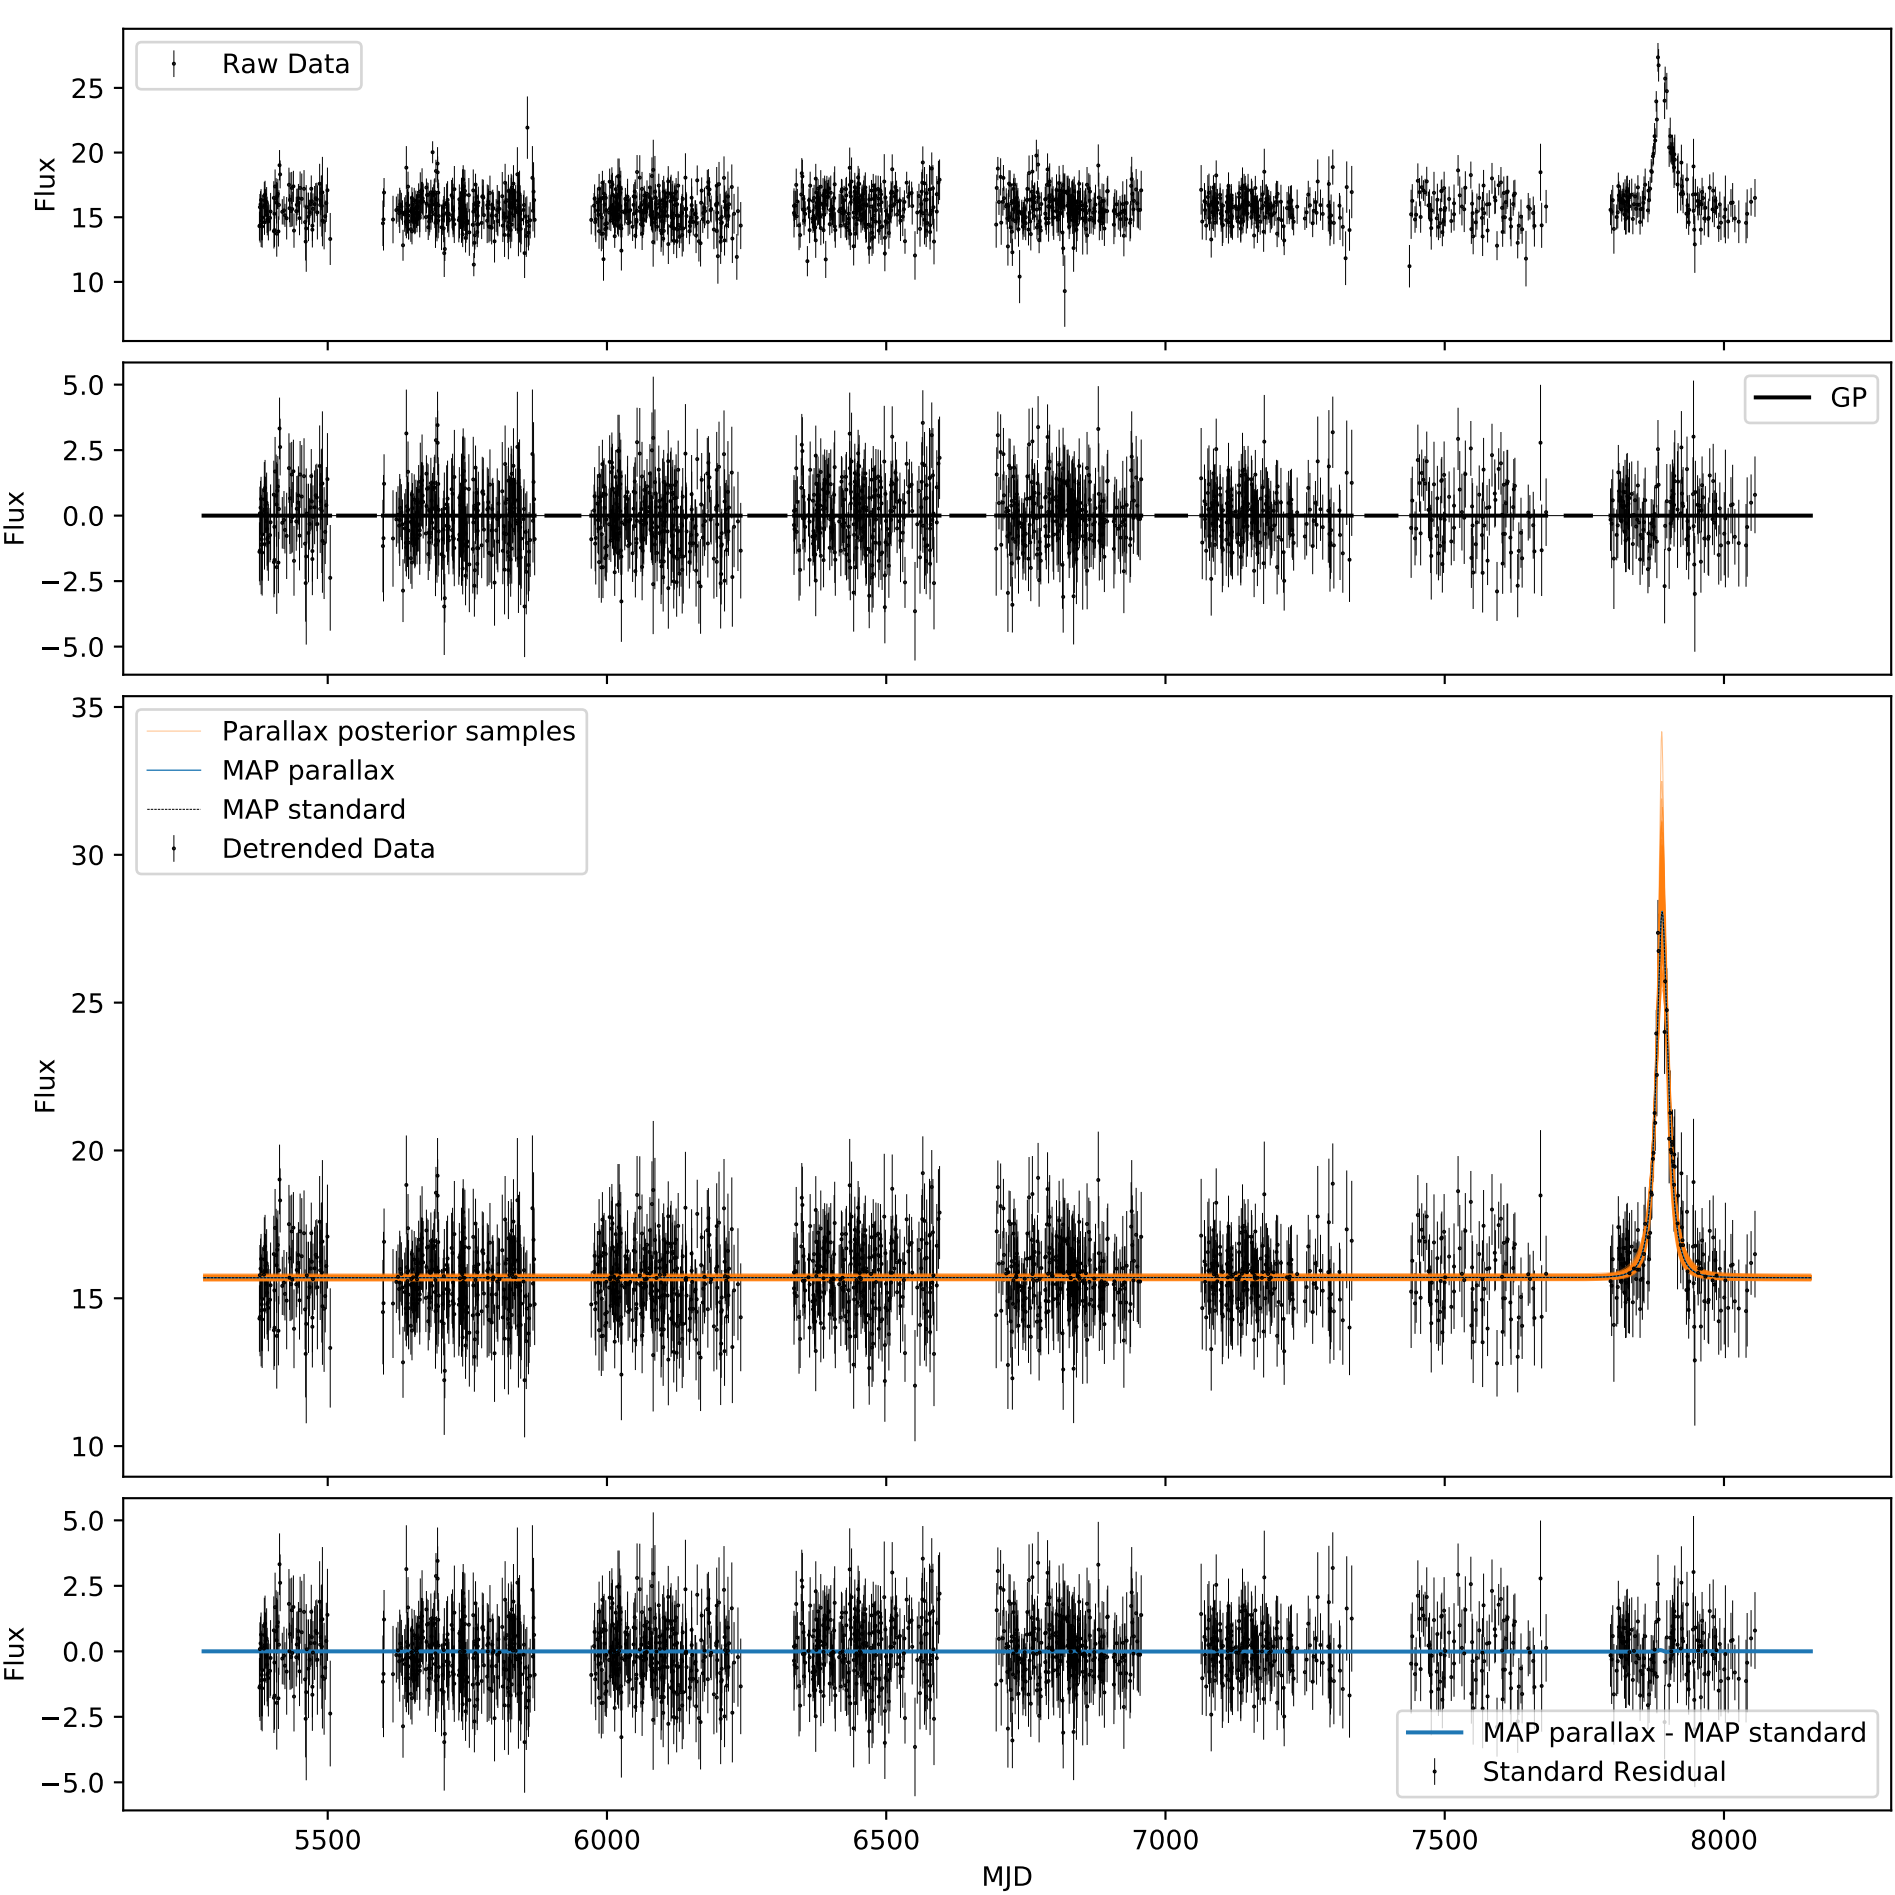 Raw Data
25
20
15
10
Flux
GP
5.0
2.5
0.0
−2.5
−5.0
Flux
Parallax posterior samples
MAP parallax
MAP standard
Detrended Data
35
30
25
20
15
10
Flux
5.0
2.5
0.0
−2.5
−5.0
Flux
MAP parallax - MAP standard
Standard Residual
5500 6000 6500 7000 7500 8000
MJD